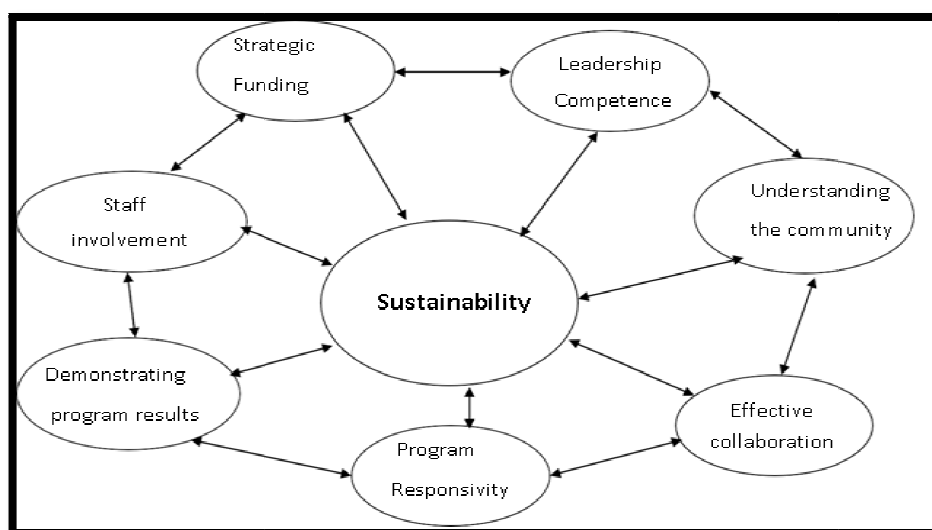 Strategic
Funding
Leadership
Competence
Understanding
the community
Staff
involvement
Sustainability
Demonstrating
program results
Effective
collaboration
Program
Responsivity